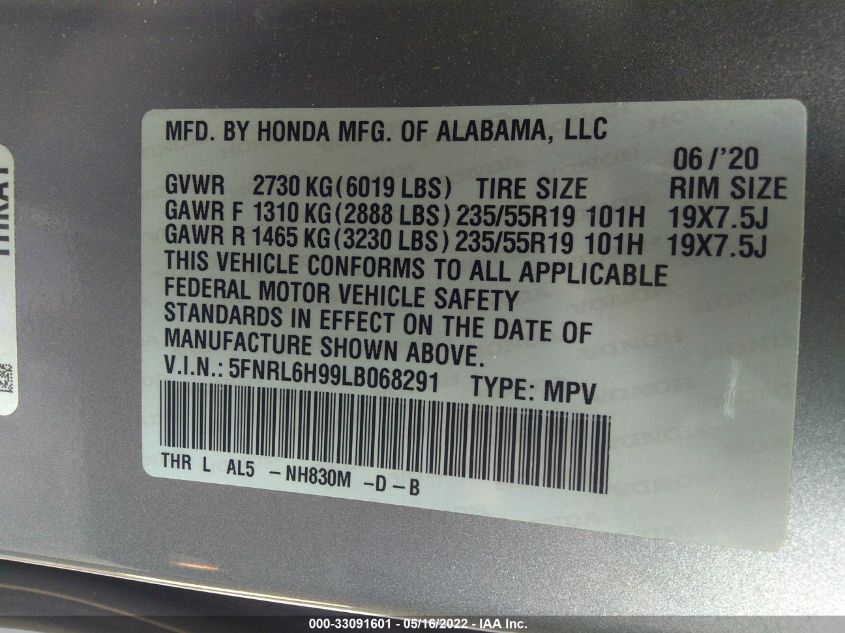 MFD. BY HONDA MFG. OF ALABAMA, LLC
06/'20
GVWR 2730 KG(6019 LBS) TIRE SIZE RIM SIZE
GAWR F 1310 KG(2888 LBS) 235/55R19 101H 19X7.5J
GAWR R 1465 KG(3230 LBS) 235/55R19 101H 19X7.5J
THIS VEHICLE CONFORMS TO ALL APPLICABLE
FEDERAL MOTOR VEHICLE SAFETY
STANDARDS IN EFFECT ON THE DATE OF
MANUFACTURE SHOWN ABOVE.
V.I.N.: 5FNRL6H99LB068291 TYPE: MPV
THR L AL5 -NH830M -D-B
000-33091601 - 05/16/2022 - IAA Inc.